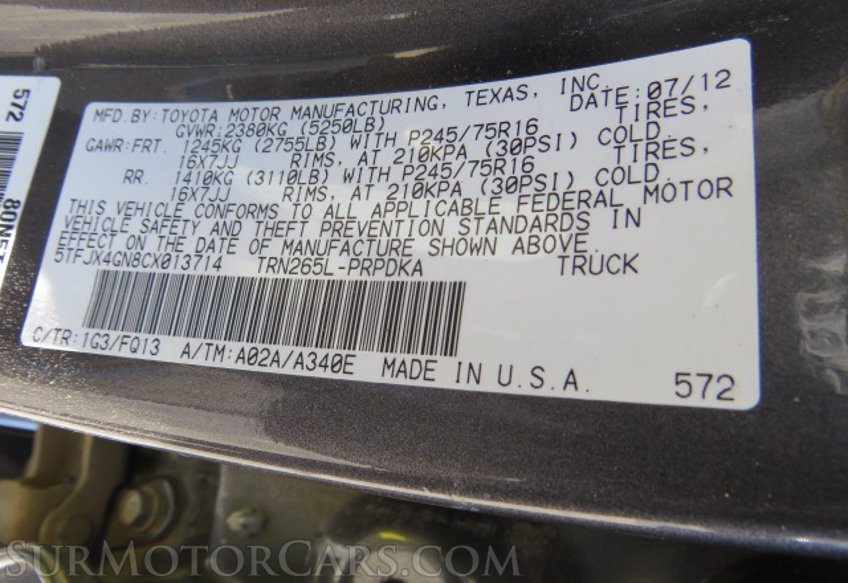 MFD. BY: TOYOTA MOTOR MANUFACTURING, TEXAS, INC. DATE: 07/12
GVWR: 2380KG (5250LB)
GAWR: FRT. 1245KG (2755LB) WITH P245/75R16 TIRES,
16X7JJ RIMS, AT 210KPA (30PSI) COLD.
RR. 1410KG (3110LB) WITH P245/75R16 TIRES,
16X7JJ RIMS, AT 210KPA (30PSI) COLD.
THIS VEHICLE CONFORMS TO ALL APPLICABLE FEDERAL MOTOR
VEHICLE SAFETY AND THEFT PREVENTION STANDARDS IN
EFFECT ON THE DATE OF MANUFACTURE SHOWN ABOVE.
5TFJX4GN8CX013714 TRN265L-PRPDKA TRUCK
C/TR: 1G3/FQ13 A/TM: A02A/A340E MADE IN U.S.A. 572
572
SURMOTORCARS.COM